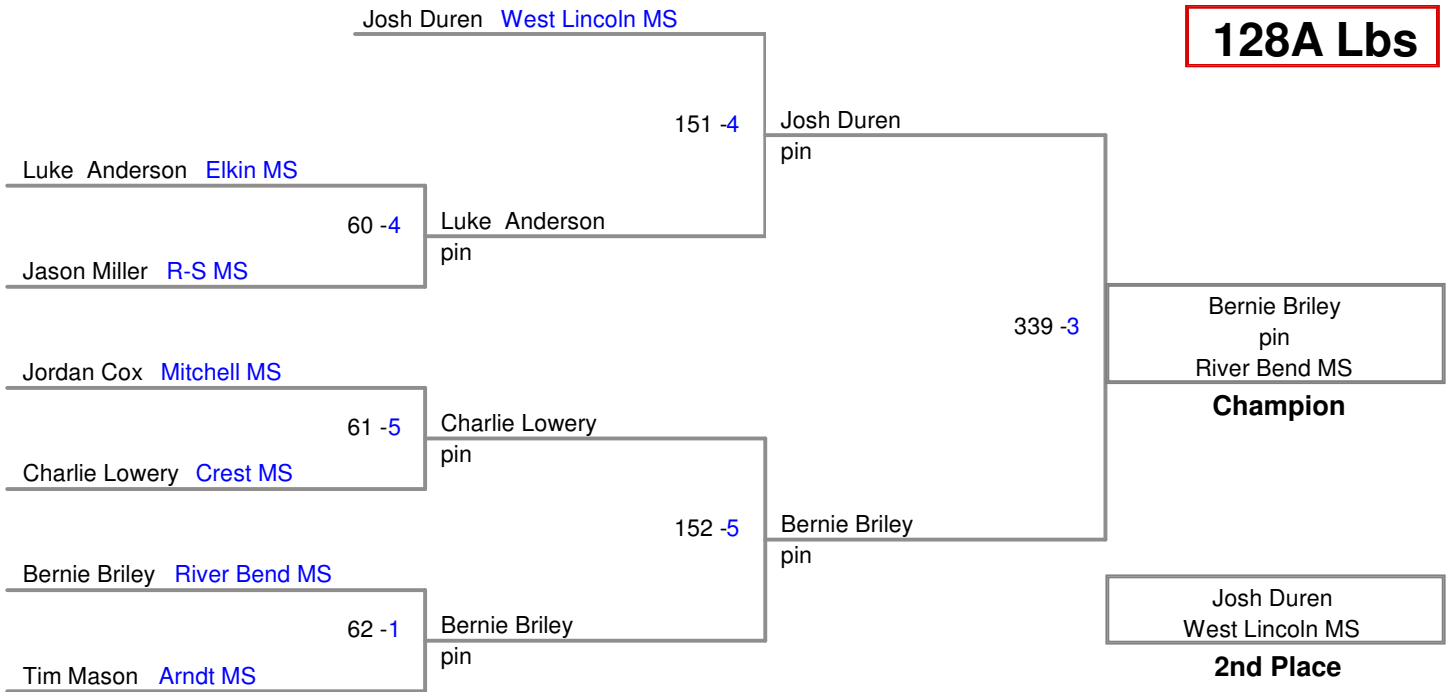 Josh Duren West Lincoln MS
128A Lbs
151 -4
Josh Duren
pin
Luke Anderson Elkin MS
60 -4
Luke Anderson
pin
Jason Miller R-S MS
339 -3
Bernie Briley
pin
River Bend MS
Champion
Jordan Cox Mitchell MS
61 -5
Charlie Lowery
pin
Charlie Lowery Crest MS
152 -5
Bernie Briley
pin
Bernie Briley River Bend MS
62 -1
Bernie Briley
pin
Tim Mason Arndt MS
Josh Duren
West Lincoln MS
2nd Place